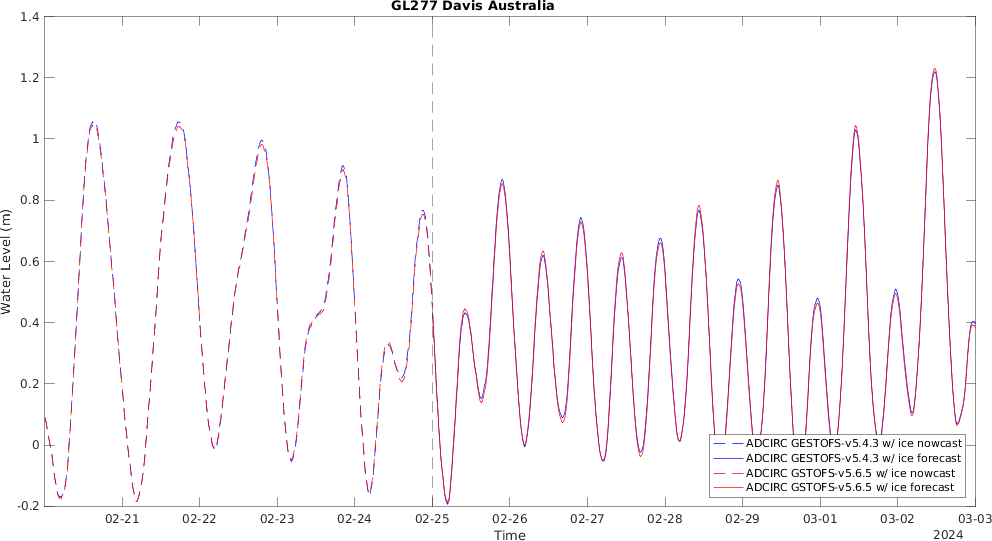 GL277 Davis Australia
1.4
1.2
1
0.8
0.6
0.4
0.2
0
-0.2
Water Level (m)
02-21 02-22 02-23 02-24 02-25 02-26 02-27 02-28 02-29 03-01 03-02 03-03
Time
2024
ADCIRC GESTOFS-v5.4.3 w/ ice nowcast
ADCIRC GESTOFS-v5.4.3 w/ ice forecast
ADCIRC GSTOFS-v5.6.5 w/ ice nowcast
ADCIRC GSTOFS-v5.6.5 w/ ice forecast